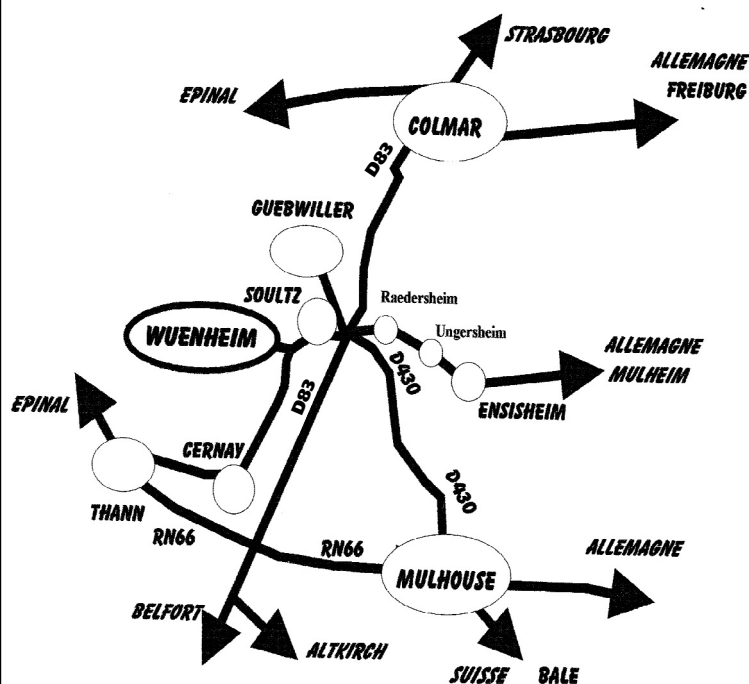 STRASBOURG
ALLEMAGNE
FREIBURG
EPINAL
COLMAR
D83
GUEBWILLER
SOULTZ
Raedersheim
WUENHEIM
Ungersheim
ALLEMAGNE
MULHEIM
D430
D83
EPINAL
ENSISHEIM
CERNAY
D430
THANN
RN66
RN66
ALLEMAGNE
MULHOUSE
BELFORT
ALTKIRCH
SUISSE BALE